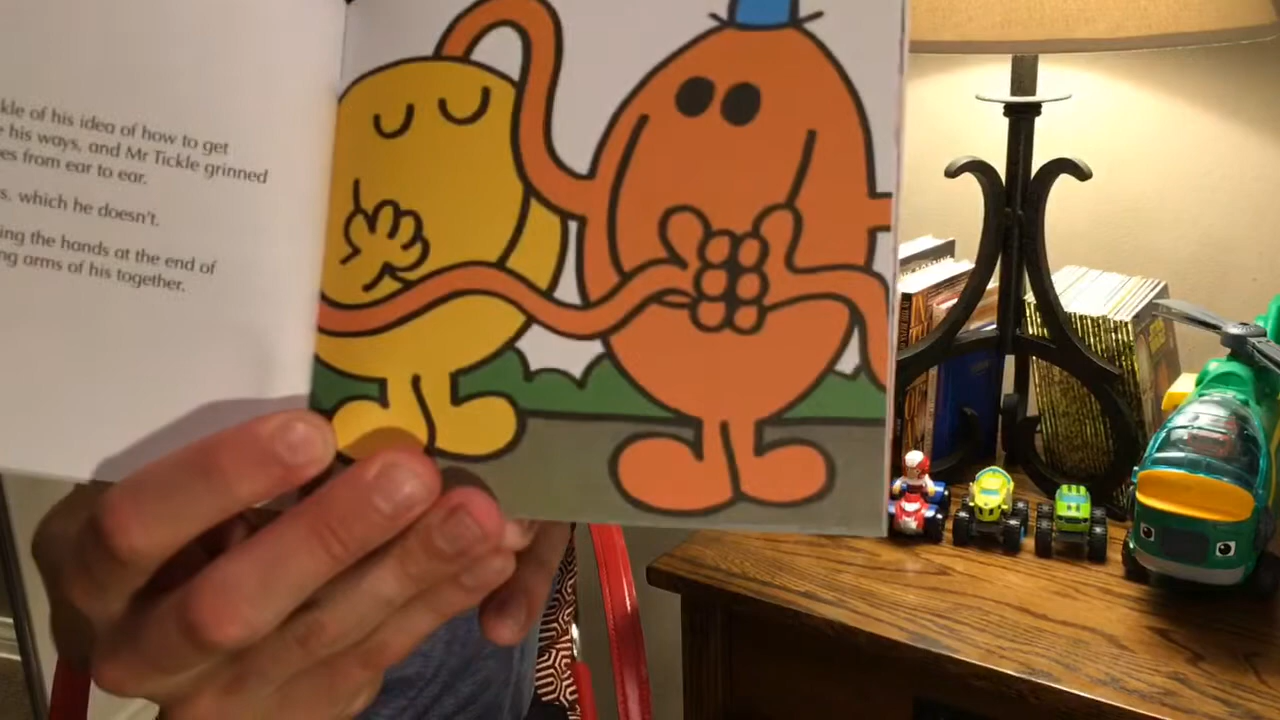 kle of his idea of how to get
his ways, and Mr Tickle grinned
es from ear to ear.
s, which he doesn't.
ing the hands at the end of
ng arms of his together.